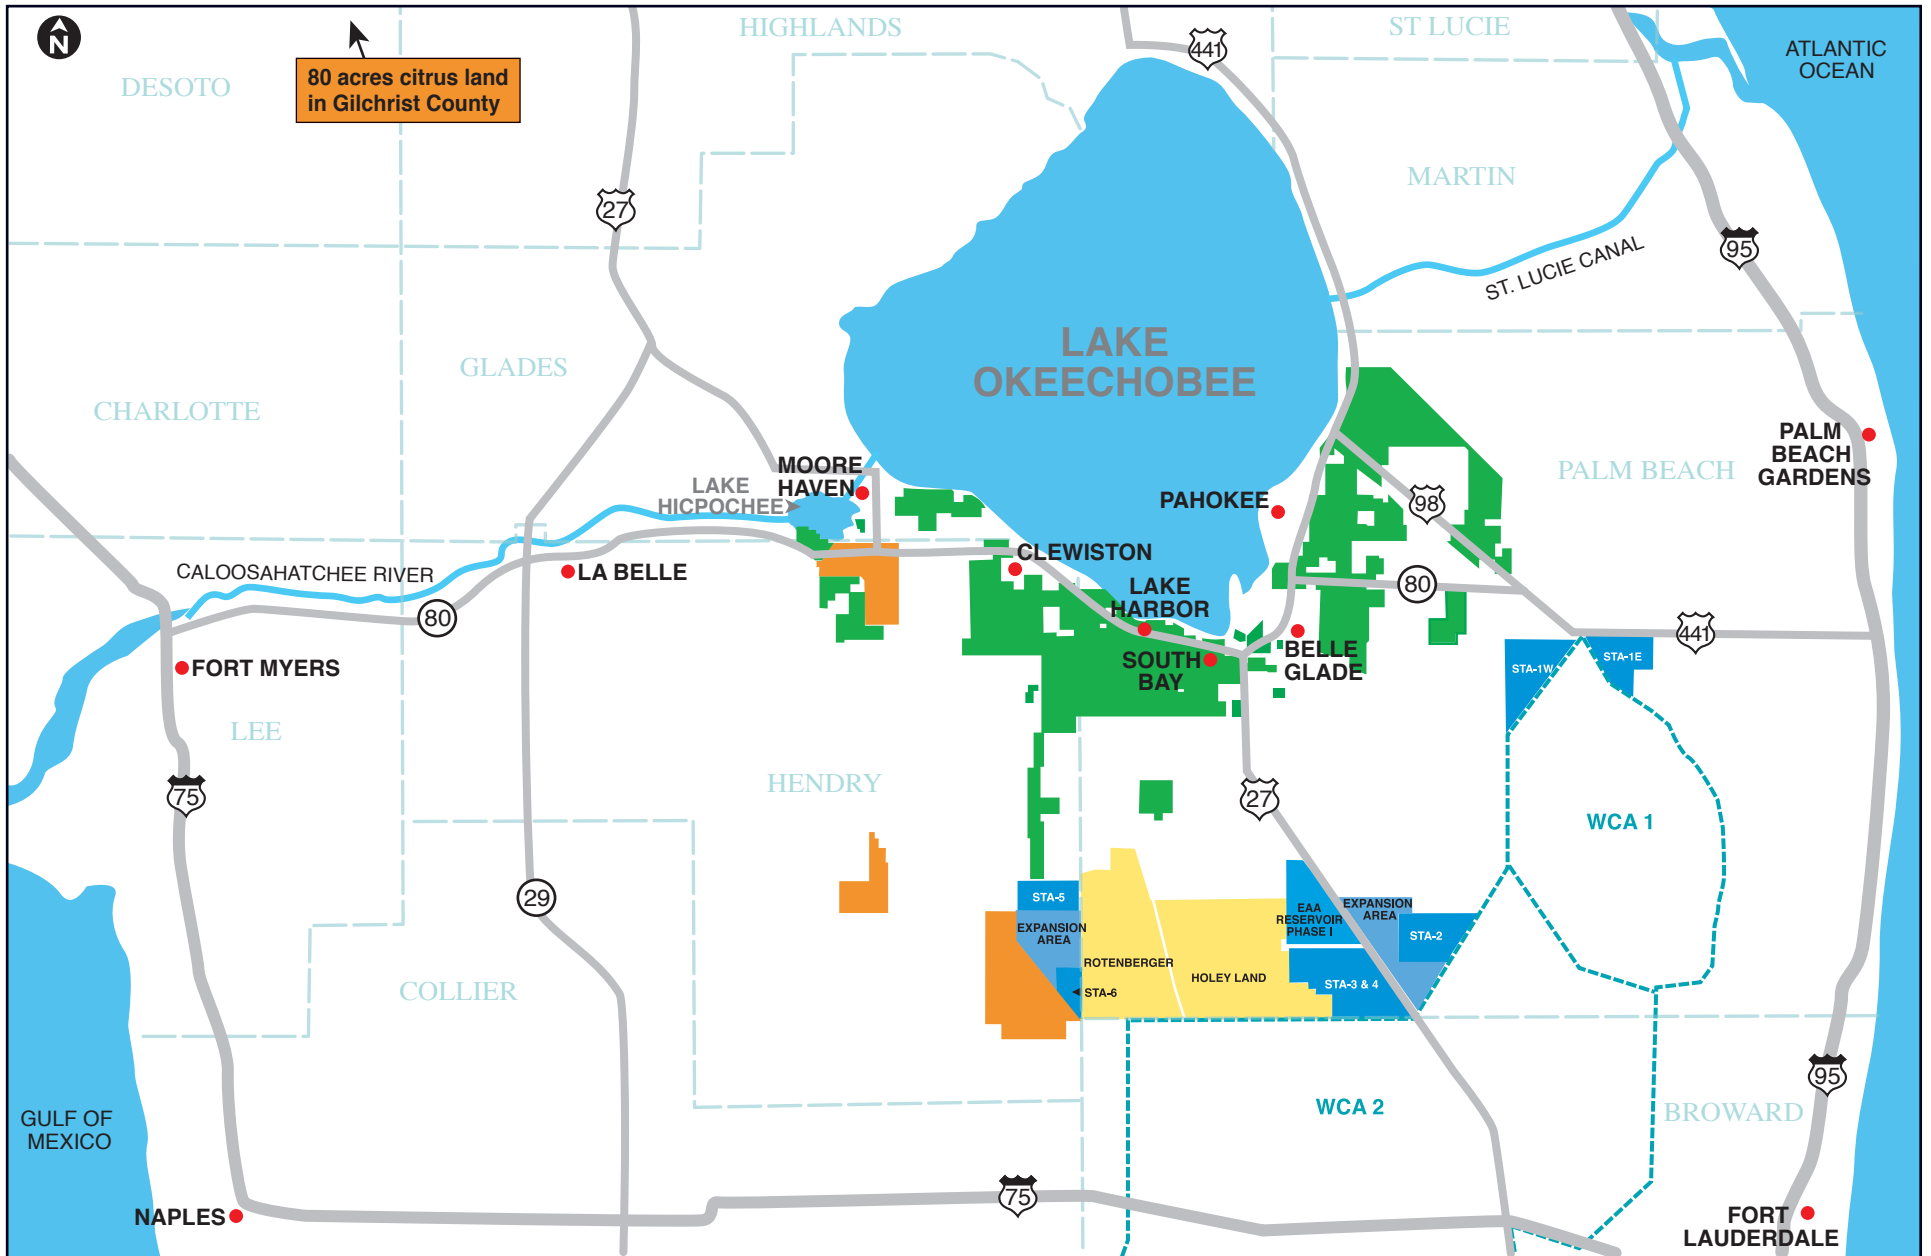 N
HIGHLANDS
441
ST LUCIE
ATLANTIC
OCEAN
DESOTO
80 acres citrus land
in Gilchrist County
MARTIN
27
95
ST. LUCIE CANAL
LAKE
OKEECHOBEE
GLADES
CHARLOTTE
PALM
BEACH
GARDENS
PALM BEACH
MOORE
HAVEN
LAKE
HICPOCHEE
PAHOKEE
98
CLEWISTON
CALOOSAHATCHEE RIVER
LA BELLE
LAKE
HARBOR
80
80
441
FORT MYERS
SOUTH
BAY
BELLE
GLADE
STA-1W
STA-1E
LEE
HENDRY
75
27
WCA 1
29
STA-5
EXPANSION
AREA
EAA
RESERVOIR
PHASE I
EXPANSION
AREA
STA-2
ROTENBERGER
HOLEY LAND
STA-3 & 4
STA-6
COLLIER
95
GULF OF
MEXICO
WCA 2
BROWARD
75
NAPLES
FORT
LAUDERDALE